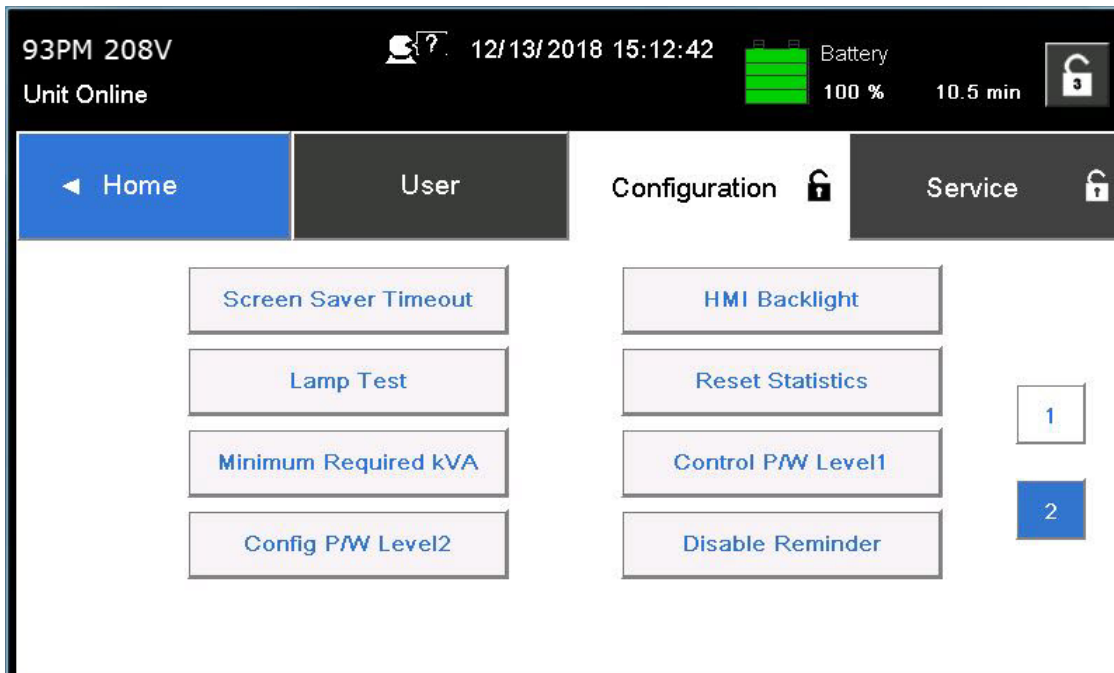 93PM 208V
? 12/13/2018 15:12:42
Battery
Unit Online
100 % 10.5 min
3
◄ Home User Configuration Service
Screen Saver Timeout HMI Backlight
Lamp Test Reset Statistics
1
Minimum Required kVA Control P/W Level1
2
Config P/W Level2 Disable Reminder